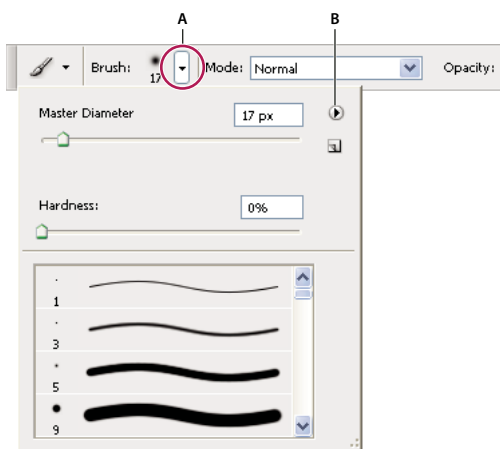 A B
Brush: 17 Mode: Normal Opacity:
Master Diameter 17 px
Hardness: 0%
1
3
5
9